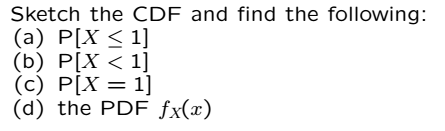 Sketch the CDF and find the following:
(a) P[X ≤ 1]
(b) P[X < 1]
(c) P[X = 1]
(d) the PDF f_X(x)